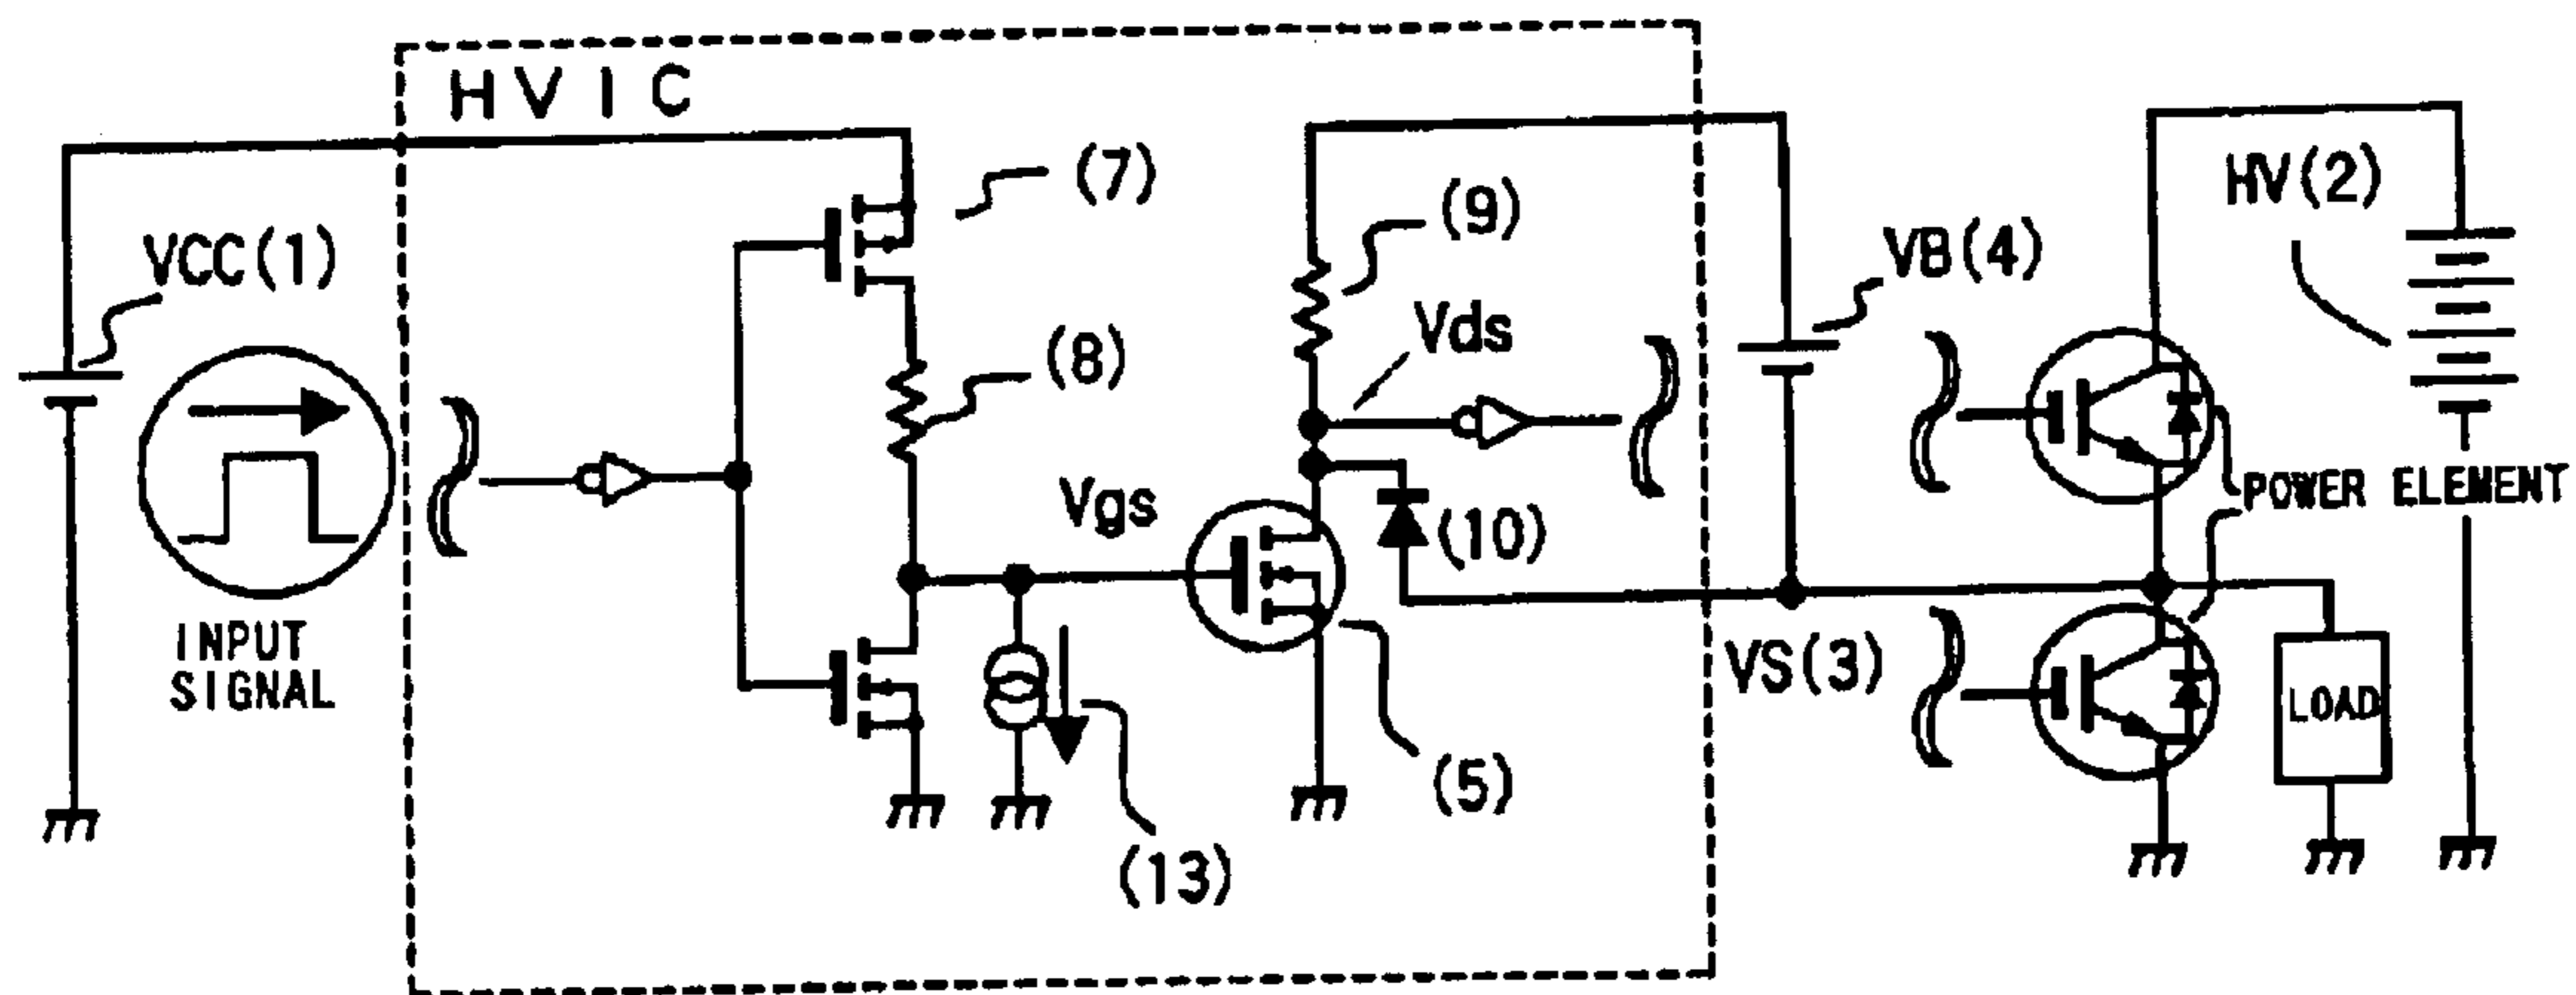 HVIC
(7)
VCC(1)
(9)
HV(2)
VB(4)
Vds
(8)
Vgs
(10)
POWER ELEMENT
INPUT
SIGNAL
VS(3)
LOAD
(5)
(13)